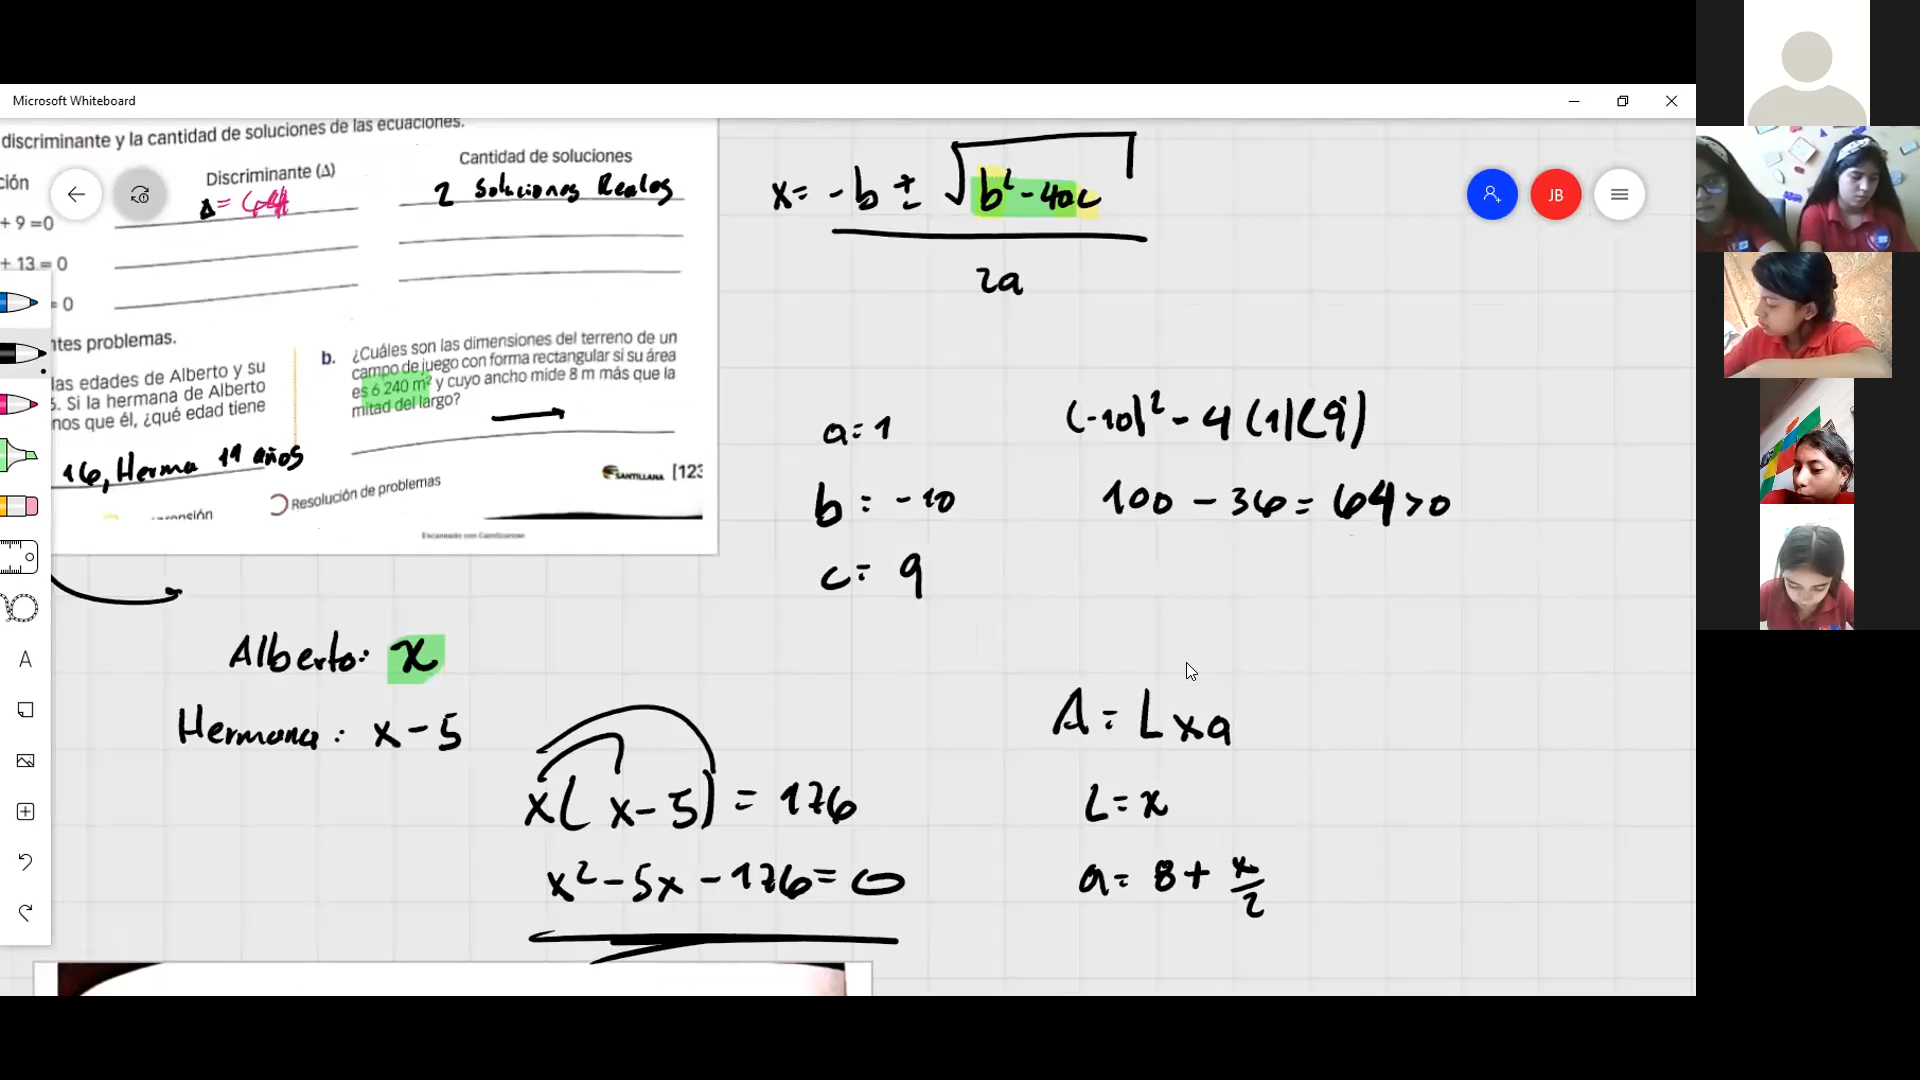 Microsoft Whiteboard
discriminante y la cantidad de soluciones de las ecuaciones.
ción
Discriminante (Δ)
Cantidad de soluciones
+ 9 =0
Δ=
2 soluciones Reales
+ 13 = 0
= 0
ntes problemas.
las edades de Alberto y su
. Si la hermana de Alberto
nos que él, ¿qué edad tiene
16, Herma 11 años
b. ¿Cuáles son las dimensiones del terreno de un
campo de juego con forma rectangular si su área
es 6 240 m² y cuyo ancho mide 8 m más que la
mitad del largo?
SANTILLANA [123
Resolución de problemas
Escaneado con CamScanner
x= -b ± √b² - 4ac
2a
JB
a=1
b = -10
c= 9
(-10)² - 4 (1)(9)
100 - 36 = 64 > 0
Alberto: x
Hermana: x - 5
x( x - 5) = 176
x² - 5x - 176 = 0
A = L x a
L = x
a = 8 + x/2
A